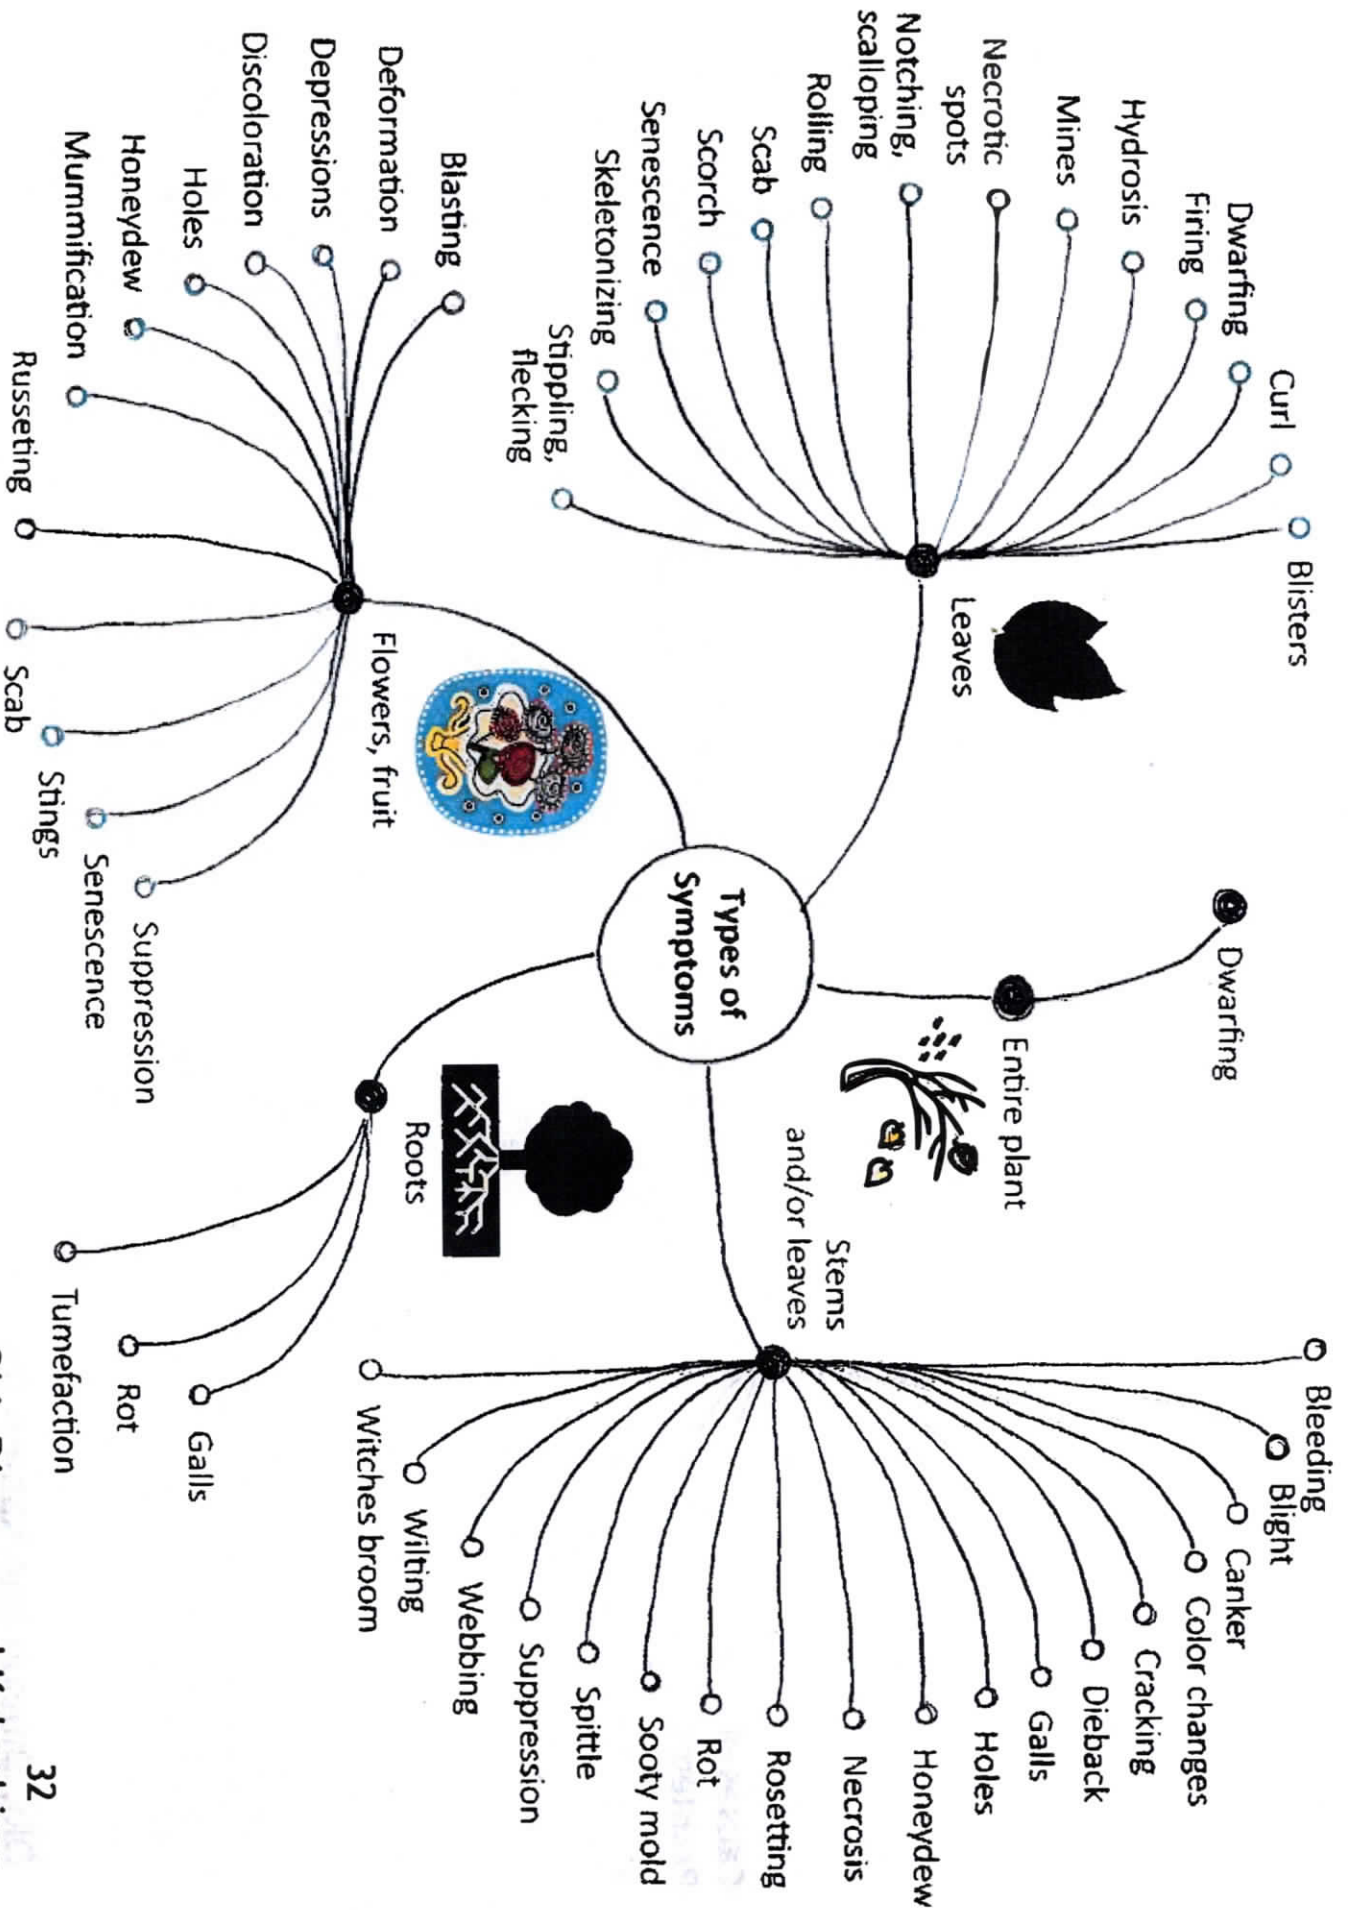 Types of
Symptoms
Leaves
Blisters
Curl
Dwarfing
Firing
Hydrosis
Mines
Necrotic
spots
Notching,
scalloping
Rolling
Scab
Scorch
Senescence
Skeletonizing
Stippling,
flecking
Entire plant
Dwarfing
Stems
and/or leaves
Bleeding
Blight
Canker
Color changes
Cracking
Dieback
Galls
Holes
Honeydew
Necrosis
Rosetting
Rot
Sooty mold
Spittle
Suppression
Webbing
Wilting
Witches broom
Flowers, fruit
Blasting
Deformation
Depressions
Discoloration
Holes
Honeydew
Mummification
Russeting
Scab
Stings
Senescence
Suppression
Roots
Galls
Rot
Tumefaction
32